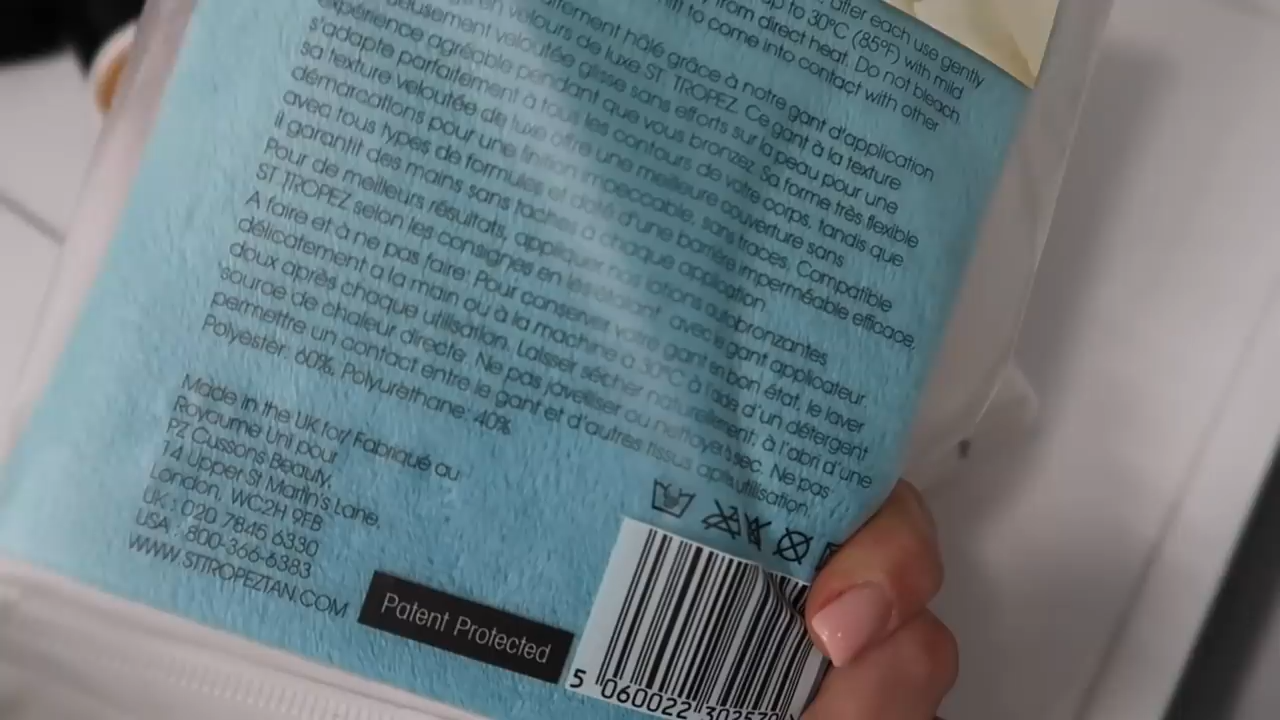 after each use gently
up to 30°C (85°F) with mild
from direct heat. Do not bleach
to come into contact with other
hâlé grâce à notre gant d'application
en velours de luxe ST TROPEZ. Ce gant à la texture
veloutée glisse sans efforts sur la peau pour une
expérience agréable pendant que vous bronzez. Sa forme très flexible
s'adapte parfaitement à tous les contours de votre corps, tandis que
sa texture veloutée de luxe offre une meilleure couverture sans
démarcations pour une finition impeccable, sans traces. Compatible
avec tous types de formules et doté d'une barrière imperméable efficace,
il garantit des mains sans taches à chaque application.
Pour de meilleurs résultats, appliquer nos lotions autobronzantes
ST TROPEZ selon les consignes en les étalant avec le gant applicateur.
A faire et à ne pas faire: Pour conserver votre gant en bon état, le laver
délicatement à la main ou à la machine à 30°C à l'aide d'un détergent
doux après chaque utilisation. Laisser sécher naturellement; à l'abri d'une
source de chaleur directe. Ne pas javelliser ou nettoyer à sec. Ne pas
permettre un contact entre le gant et d'autres tissus après utilisation.
Polyester: 60%, Polyurethane: 40%
Made in the UK for/ Fabriqué au
Royaume Uni pour
PZ Cussons Beauty,
14 Upper St Martin's Lane,
London, WC2H 9FB
UK : 020 7845 6330
USA : 800-366-6383
WWW.STTROPEZTAN.COM
Patent Protected
5 060022 302570